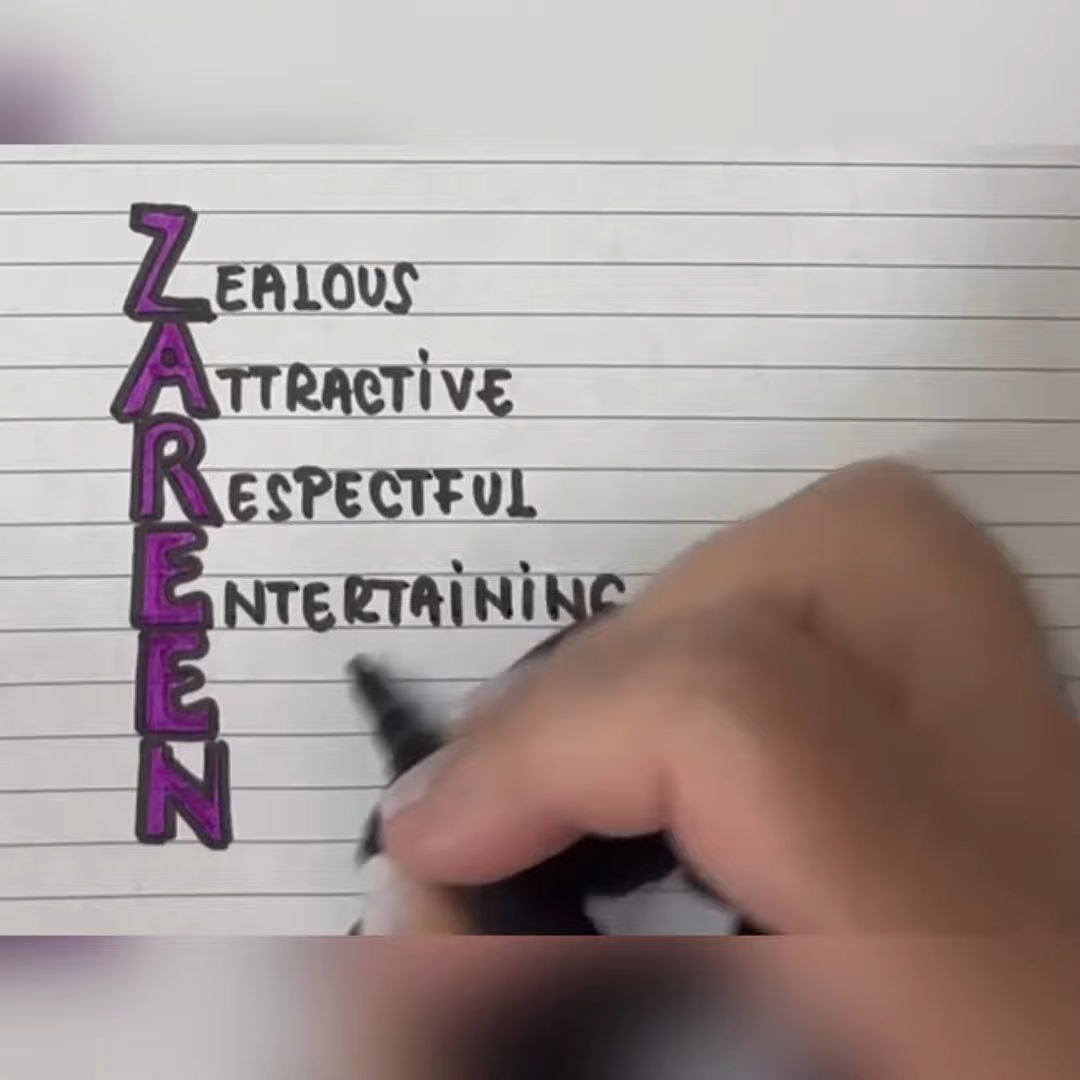 ZEALOUS
ATTRACTiVE
RESPECTFUL
ENTERTAiNiNG
E
N